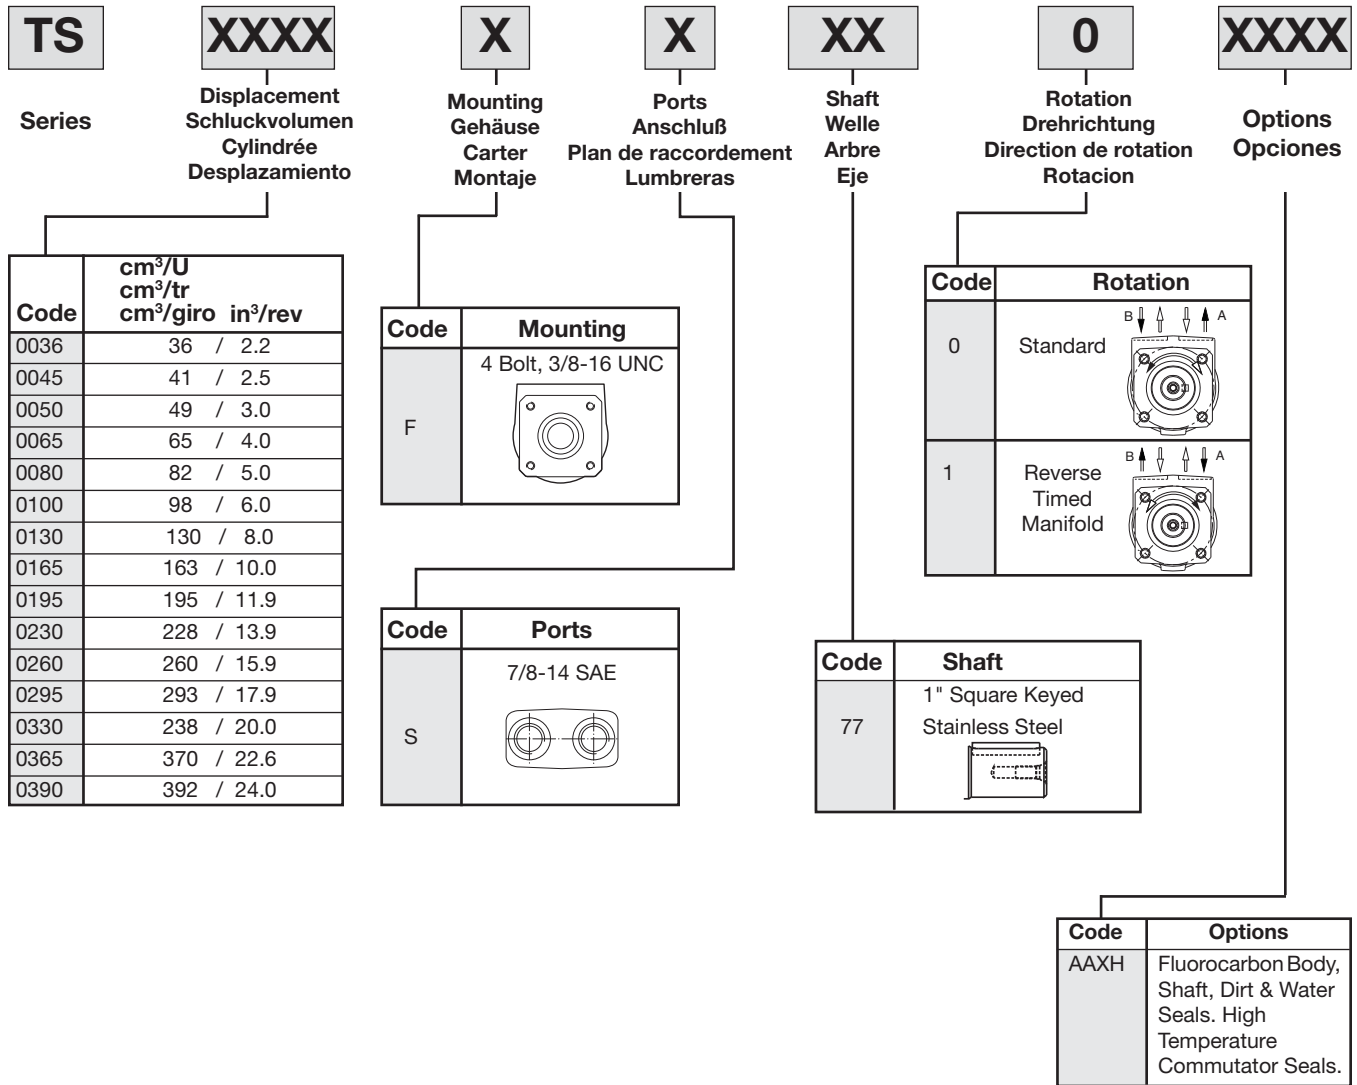 TS XXXX X X XX 0 XXXX
Series
Displacement
Schluckvolumen
Cylindrée
Desplazamiento
Mounting
Gehäuse
Carter
Montaje
Ports
Anschluß
Plan de raccordement
Lumbreras
Shaft
Welle
Arbre
Eje
Rotation
Drehrichtung
Direction de rotation
Rotacion
Options
Opciones
cm³/U
cm³/tr
Code cm³/giro in³/rev
0036 36 / 2.2
0045 41 / 2.5
0050 49 / 3.0
0065 65 / 4.0
0080 82 / 5.0
0100 98 / 6.0
0130 130 / 8.0
0165 163 / 10.0
0195 195 / 11.9
0230 228 / 13.9
0260 260 / 15.9
0295 293 / 17.9
0330 238 / 20.0
0365 370 / 22.6
0390 392 / 24.0
Code Mounting
4 Bolt, 3/8-16 UNC
F
Code Ports
7/8-14 SAE
S
Code Rotation
B A
0 Standard
B A
1 Reverse
Timed
Manifold
Code Shaft
1" Square Keyed
77 Stainless Steel
Code Options
AAXH Fluorocarbon Body,
Shaft, Dirt & Water
Seals. High
Temperature
Commutator Seals.